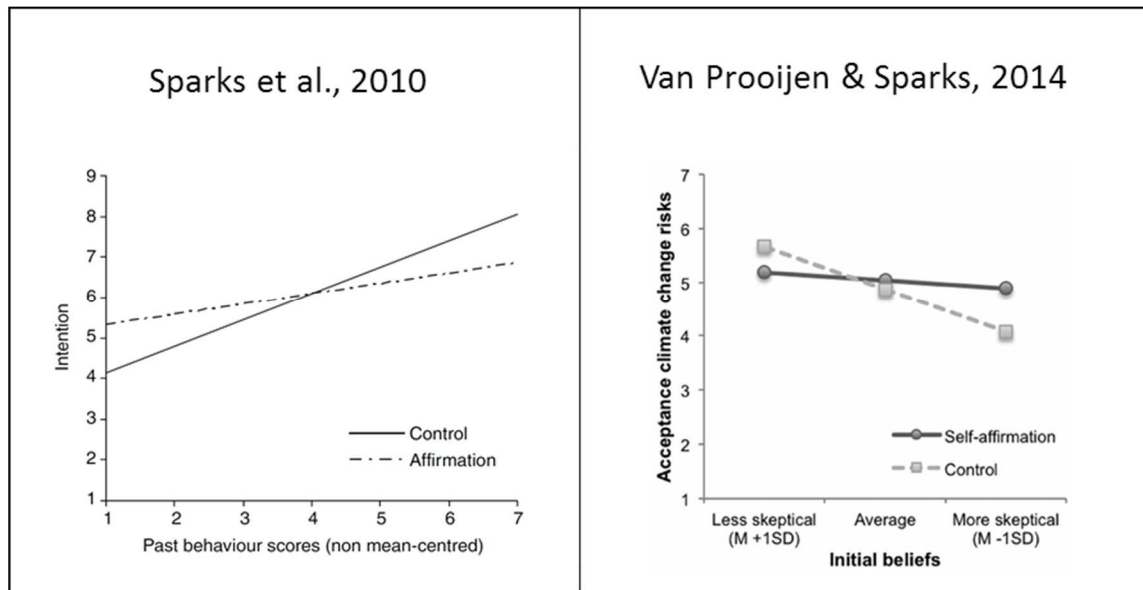 Sparks et al., 2010
9
8
7
6
5
4
3
2
1
Intention
Control
Affirmation
1 2 3 4 5 6 7
Past behaviour scores (non mean-centred)
Van Prooijen & Sparks, 2014
7
6
5
4
3
2
1
Acceptance climate change risks
Self-affirmation
Control
Less skeptical Average More skeptical
(M +1SD) (M -1SD)
Initial beliefs